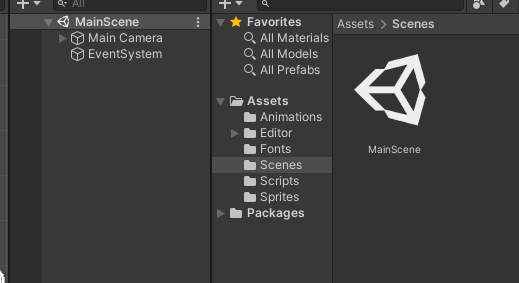 All
MainScene
Main Camera
EventSystem
Favorites
All Materials
All Models
All Prefabs
Assets
Animations
Editor
Fonts
Scenes
Scripts
Sprites
Packages
Assets > Scenes
MainScene